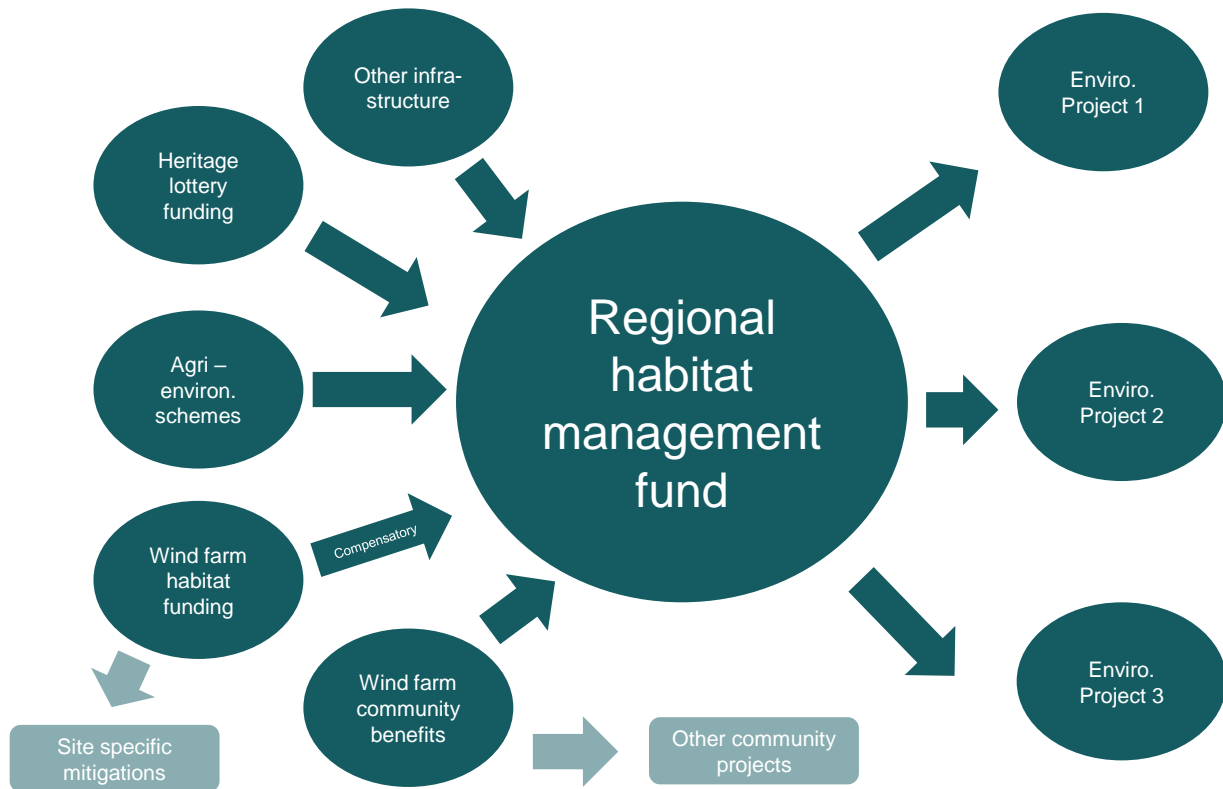 Other infra-
structure
Enviro.
Project 1
Heritage
lottery
funding
Regional
habitat
management
fund
Agri –
environ.
schemes
Enviro.
Project 2
Compensatory
Wind farm
habitat
funding
Wind farm
community
benefits
Enviro.
Project 3
Site specific
mitigations
Other community
projects